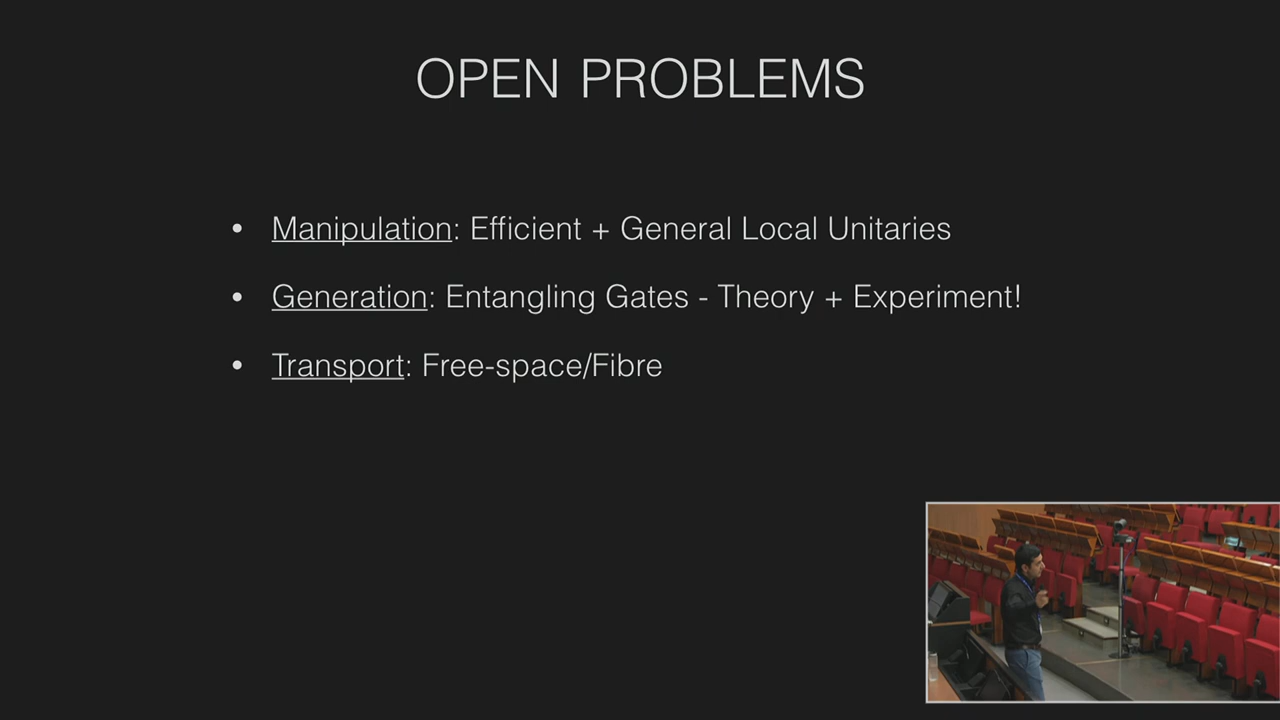 OPEN PROBLEMS
• Manipulation: Efficient + General Local Unitaries
• Generation: Entangling Gates - Theory + Experiment!
• Transport: Free-space/Fibre